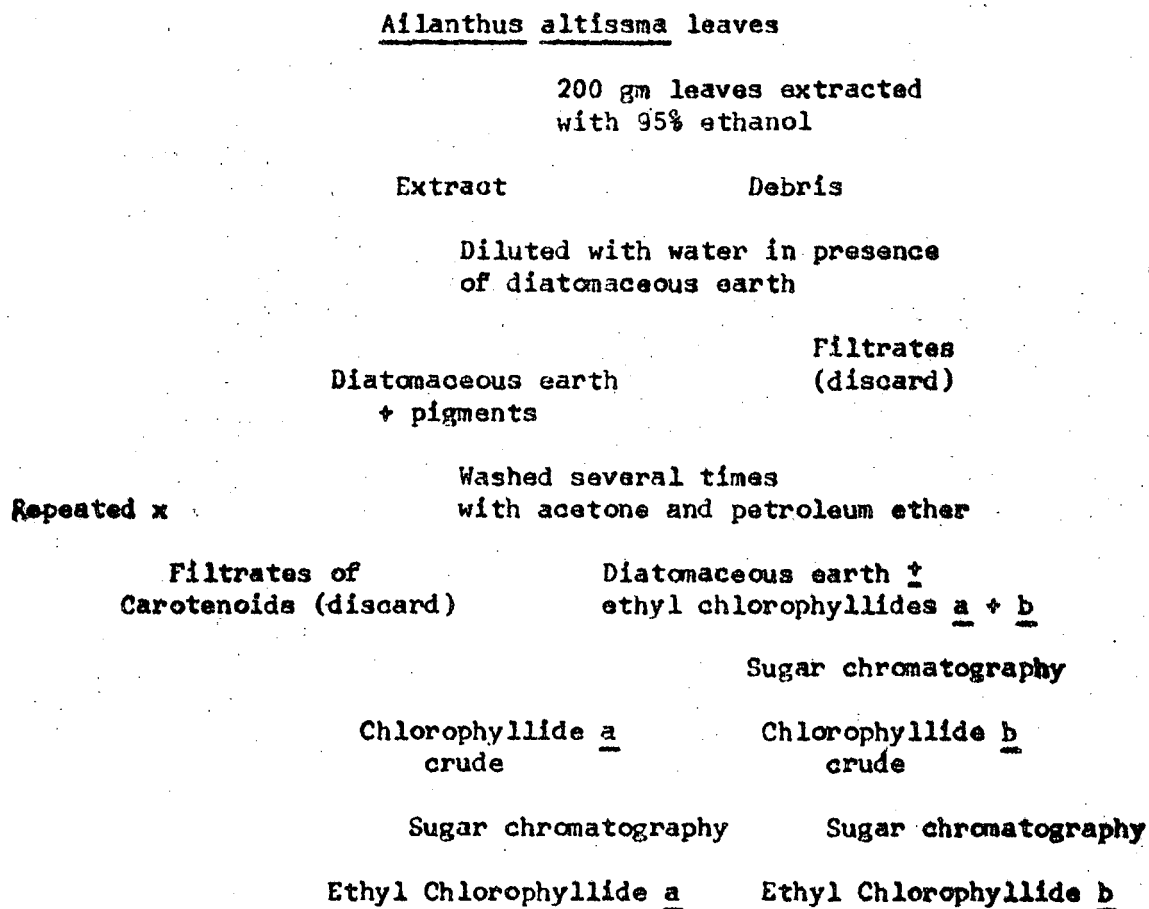 Ailanthus altissma leaves
200 gm leaves extracted
with 95% ethanol
Extract Debris
Diluted with water in presence
of diatomaceous earth
Filtrates
Diatomaceous earth (discard)
+ pigments
Washed several times
Repeated x with acetone and petroleum ether
Filtrates of Diatomaceous earth +
Carotenoids (discard) ethyl chlorophyllides a + b
Sugar chromatography
Chlorophyllide a Chlorophyllide b
crude crude
Sugar chromatography Sugar chromatography
Ethyl Chlorophyllide a Ethyl Chlorophyllide b